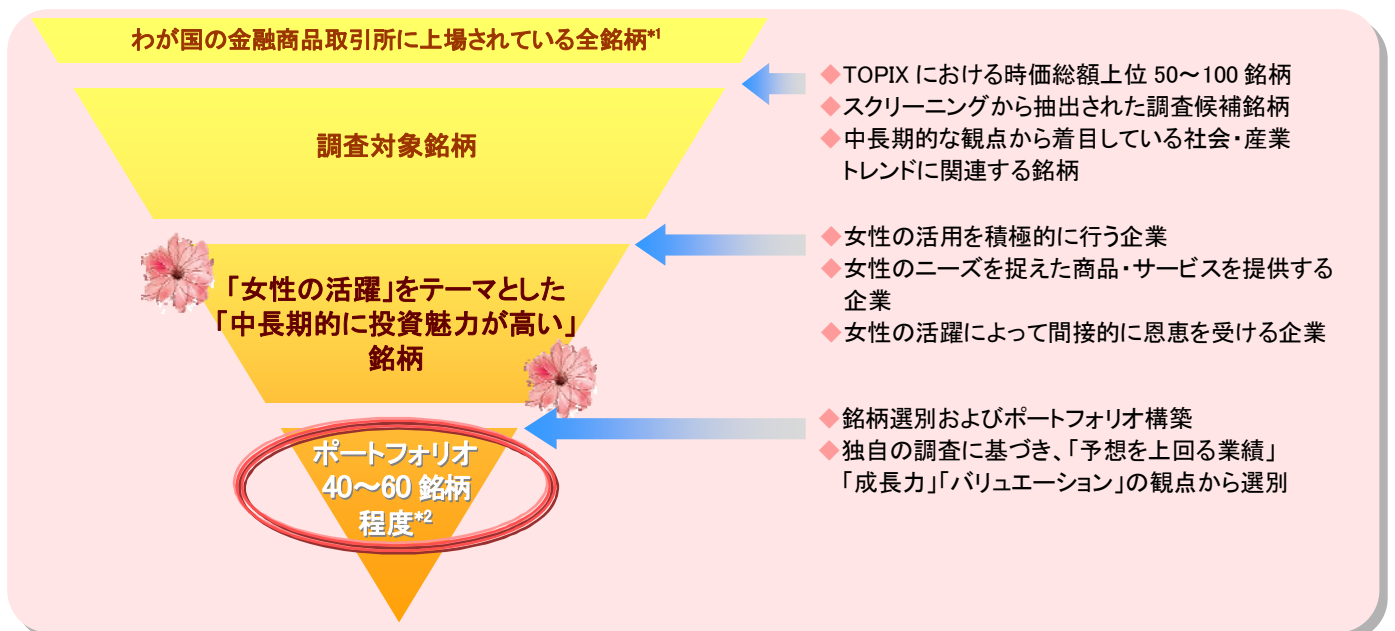 わが国の金融商品取引所に上場されている全銘柄*1
調査対象銘柄
◆TOPIX における時価総額上位 50～100 銘柄
◆スクリーニングから抽出された調査候補銘柄
◆中長期的な観点から着目している社会・産業
トレンドに関連する銘柄
「女性の活躍」をテーマとした
「中長期的に投資魅力が高い」
銘柄
◆女性の活用を積極的に行う企業
◆女性のニーズを捉えた商品・サービスを提供する
企業
◆女性の活躍によって間接的に恩恵を受ける企業
ポートフォリオ
40～60 銘柄
程度*2
◆銘柄選別およびポートフォリオ構築
◆独自の調査に基づき、「予想を上回る業績」
「成長力」「バリュエーション」の観点から選別